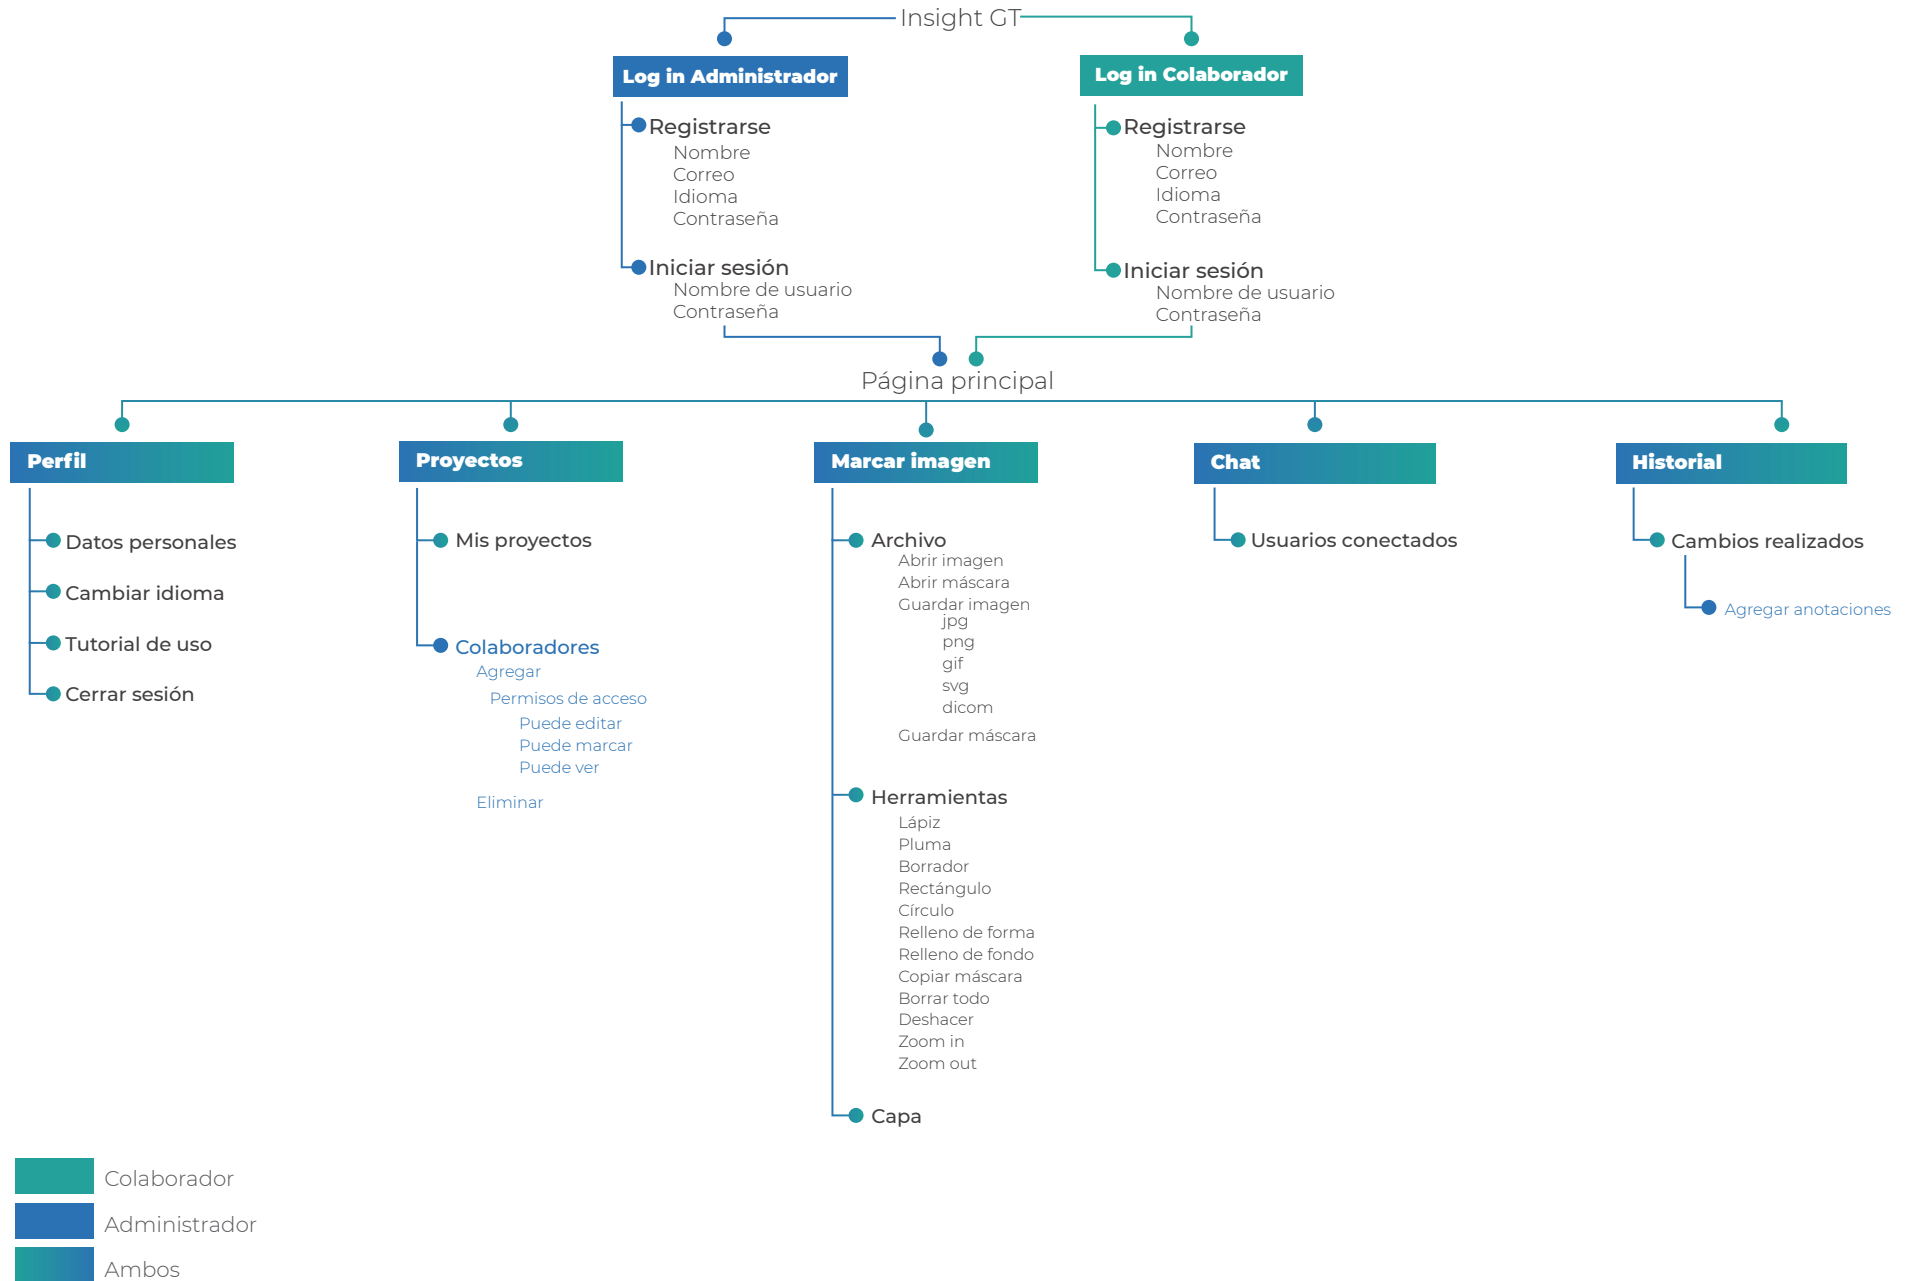 Insight GT
Log in Administrador
Registrarse
Nombre
Correo
Idioma
Contraseña
Iniciar sesión
Nombre de usuario
Contraseña
Log in Colaborador
Registrarse
Nombre
Correo
Idioma
Contraseña
Iniciar sesión
Nombre de usuario
Contraseña
Página principal
Perfil
Datos personales
Cambiar idioma
Tutorial de uso
Cerrar sesión
Proyectos
Mis proyectos
Colaboradores
Agregar
Permisos de acceso
Puede editar
Puede marcar
Puede ver
Eliminar
Marcar imagen
Archivo
Abrir imagen
Abrir máscara
Guardar imagen
jpg
png
gif
svg
dicom
Guardar máscara
Herramientas
Lápiz
Pluma
Borrador
Rectángulo
Círculo
Relleno de forma
Relleno de fondo
Copiar máscara
Borrar todo
Deshacer
Zoom in
Zoom out
Capa
Chat
Usuarios conectados
Historial
Cambios realizados
Agregar anotaciones
Colaborador
Administrador
Ambos